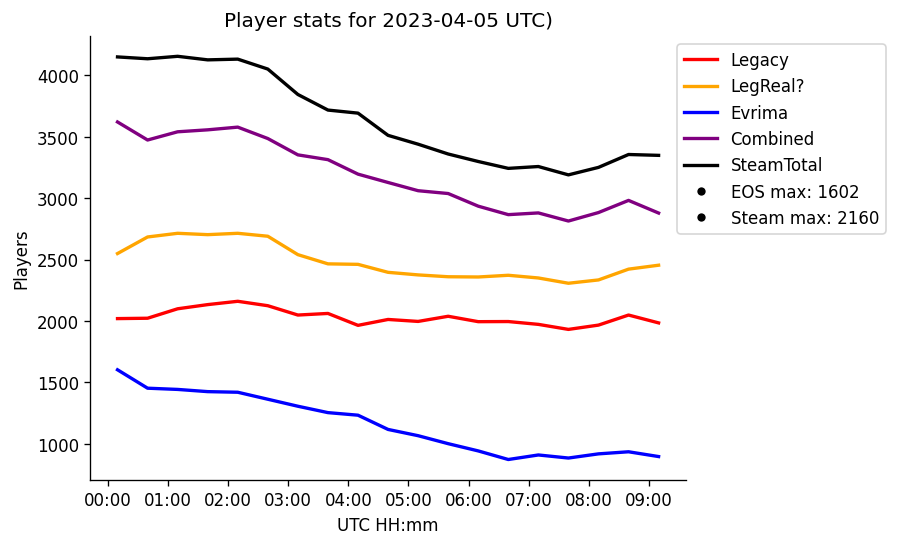 Player stats for 2023-04-05 UTC)
Players
4000
3500
3000
2500
2000
1500
1000
00:00 01:00 02:00 03:00 04:00 05:00 06:00 07:00 08:00 09:00
UTC HH:mm
Legacy
LegReal?
Evrima
Combined
SteamTotal
EOS max: 1602
Steam max: 2160